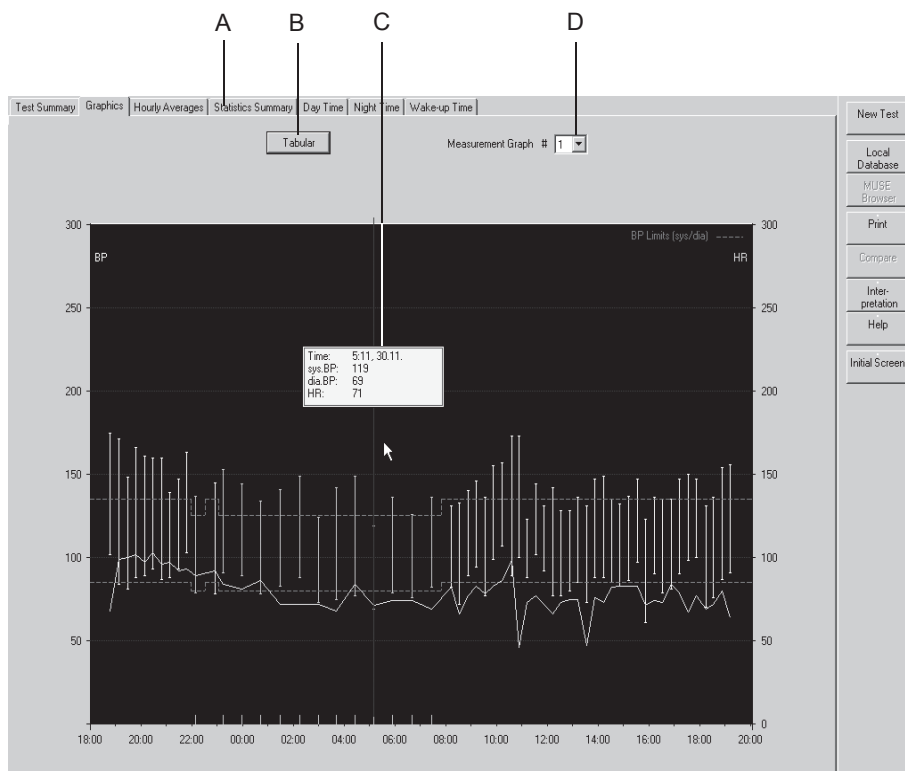 A B C D
Test Summary Graphics Hourly Averages Statistics Summary Day Time Night Time Wake-up Time
Tabular
Measurement Graph # 1
New Test
Local
Database
MUSE
Browser
Print
Compare
Inter-
pretation
Help
Initial Screen
300 300
BP Limits (sys/dia)
BP HR
250 250
Time: 5:11, 30.11.
sys.BP: 119
dia.BP: 69
HR: 71
200 200
150 150
100 100
50 50
0
18:00 20:00 22:00 00:00 02:00 04:00 06:00 08:00 10:00 12:00 14:00 16:00 18:00 20:00